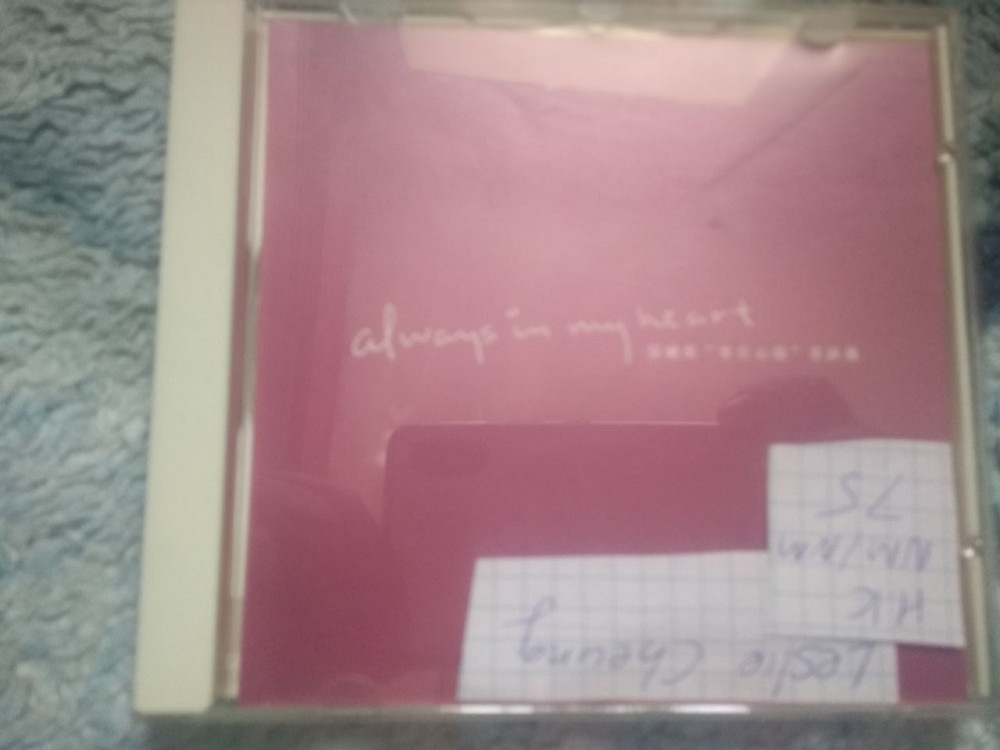 always in my heart
Leslie Cheung
HK
NM/NM
75